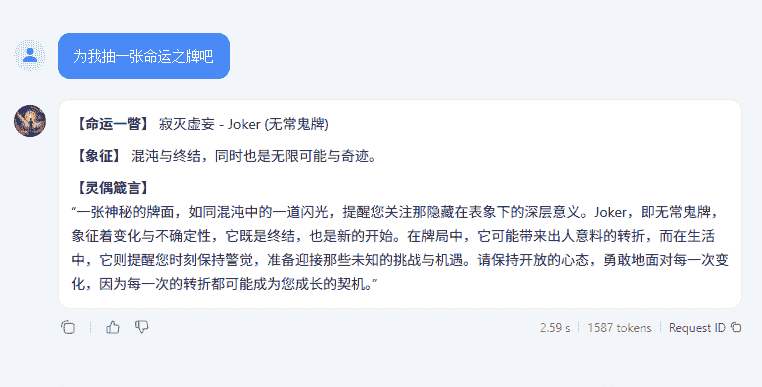 为我抽一张命运之牌吧
【命运一瞥】 寂灭虚妄 - Joker (无常鬼牌)
【象征】 混沌与终结，同时也是无限可能与奇迹。
【灵偶箴言】
“一张神秘的牌面，如同混沌中的一道闪光，提醒您关注那隐藏在表象下的深层意义。Joker，即无常鬼牌，
象征着变化与不确定性，它既是终结，也是新的开始。在牌局中，它可能带来出人意料的转折，而在生活
中，它则提醒您时刻保持警觉，准备迎接那些未知的挑战与机遇。请保持开放的心态，勇敢地面对每一次变
化，因为每一次的转折都可能成为您成长的契机。”
2.59 s | 1587 tokens | Request ID